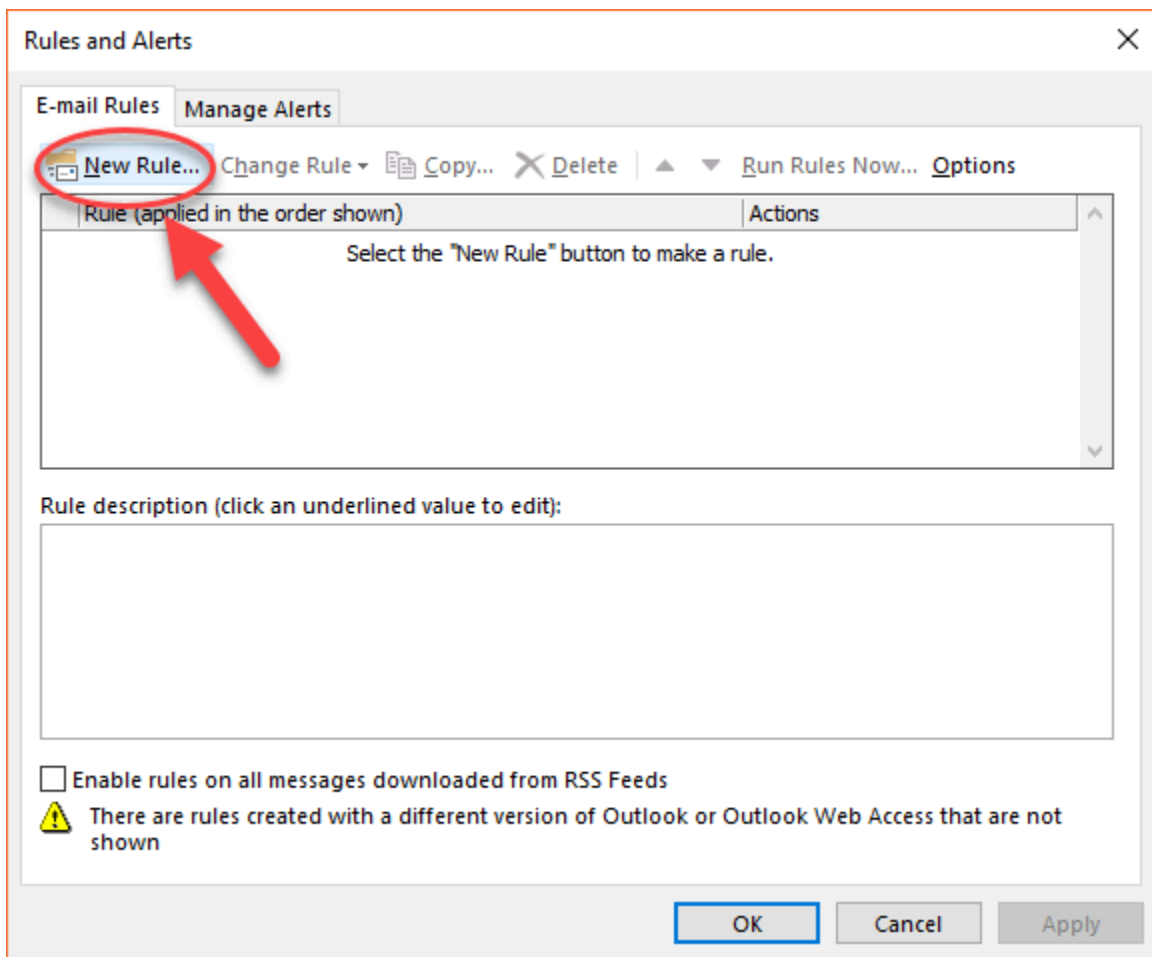 Rules and Alerts
E-mail Rules Manage Alerts
New Rule... Change Rule Copy... Delete Run Rules Now... Options
Rule (applied in the order shown) Actions
Select the "New Rule" button to make a rule.
Rule description (click an underlined value to edit):
Enable rules on all messages downloaded from RSS Feeds
There are rules created with a different version of Outlook or Outlook Web Access that are not
shown
OK Cancel Apply